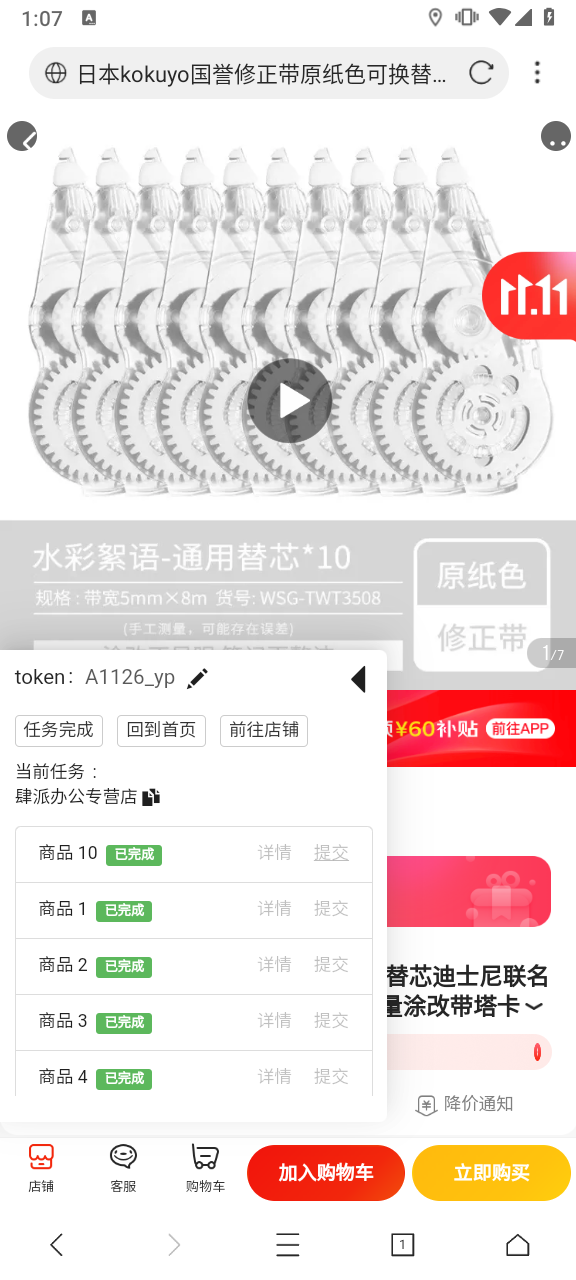 1:07
A
日本kokuyo国誉修正带原纸色可换替...
11.11
水彩絮语-通用替芯*10
规格：带宽5mm×8m 货号: WSG-TWT3508
(手工测量，可能存在误差)
原纸色
修正带
1/7
token： A1126_yp
¥60补贴 前往APP
任务完成 回到首页 前往店铺
当前任务 ：
肆派办公专营店
商品 10 已完成 详情 提交
商品 1 已完成 详情 提交
商品 2 已完成 详情 提交
商品 3 已完成 详情 提交
商品 4 已完成 详情 提交
替芯迪士尼联名
量涂改带塔卡
降价通知
店铺 客服 购物车 加入购物车 立即购买
1